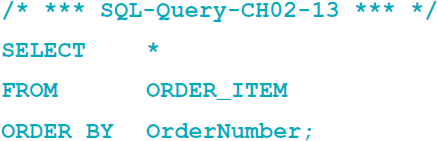 /* *** SQL-Query-CH02-13 *** */
SELECT *
FROM ORDER_ITEM
ORDER BY OrderNumber;